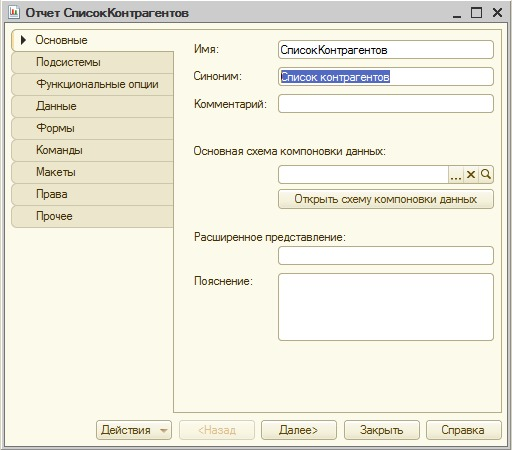 Отчет СписокКонтрагентов
Основные
Подсистемы
Функциональные опции
Данные
Формы
Команды
Макеты
Права
Прочее
Имя: СписокКонтрагентов
Синоним: Список контрагентов
Комментарий:
Основная схема компоновки данных:
...
Открыть схему компоновки данных
Расширенное представление:
Пояснение:
Действия <Назад Далее> Закрыть Справка